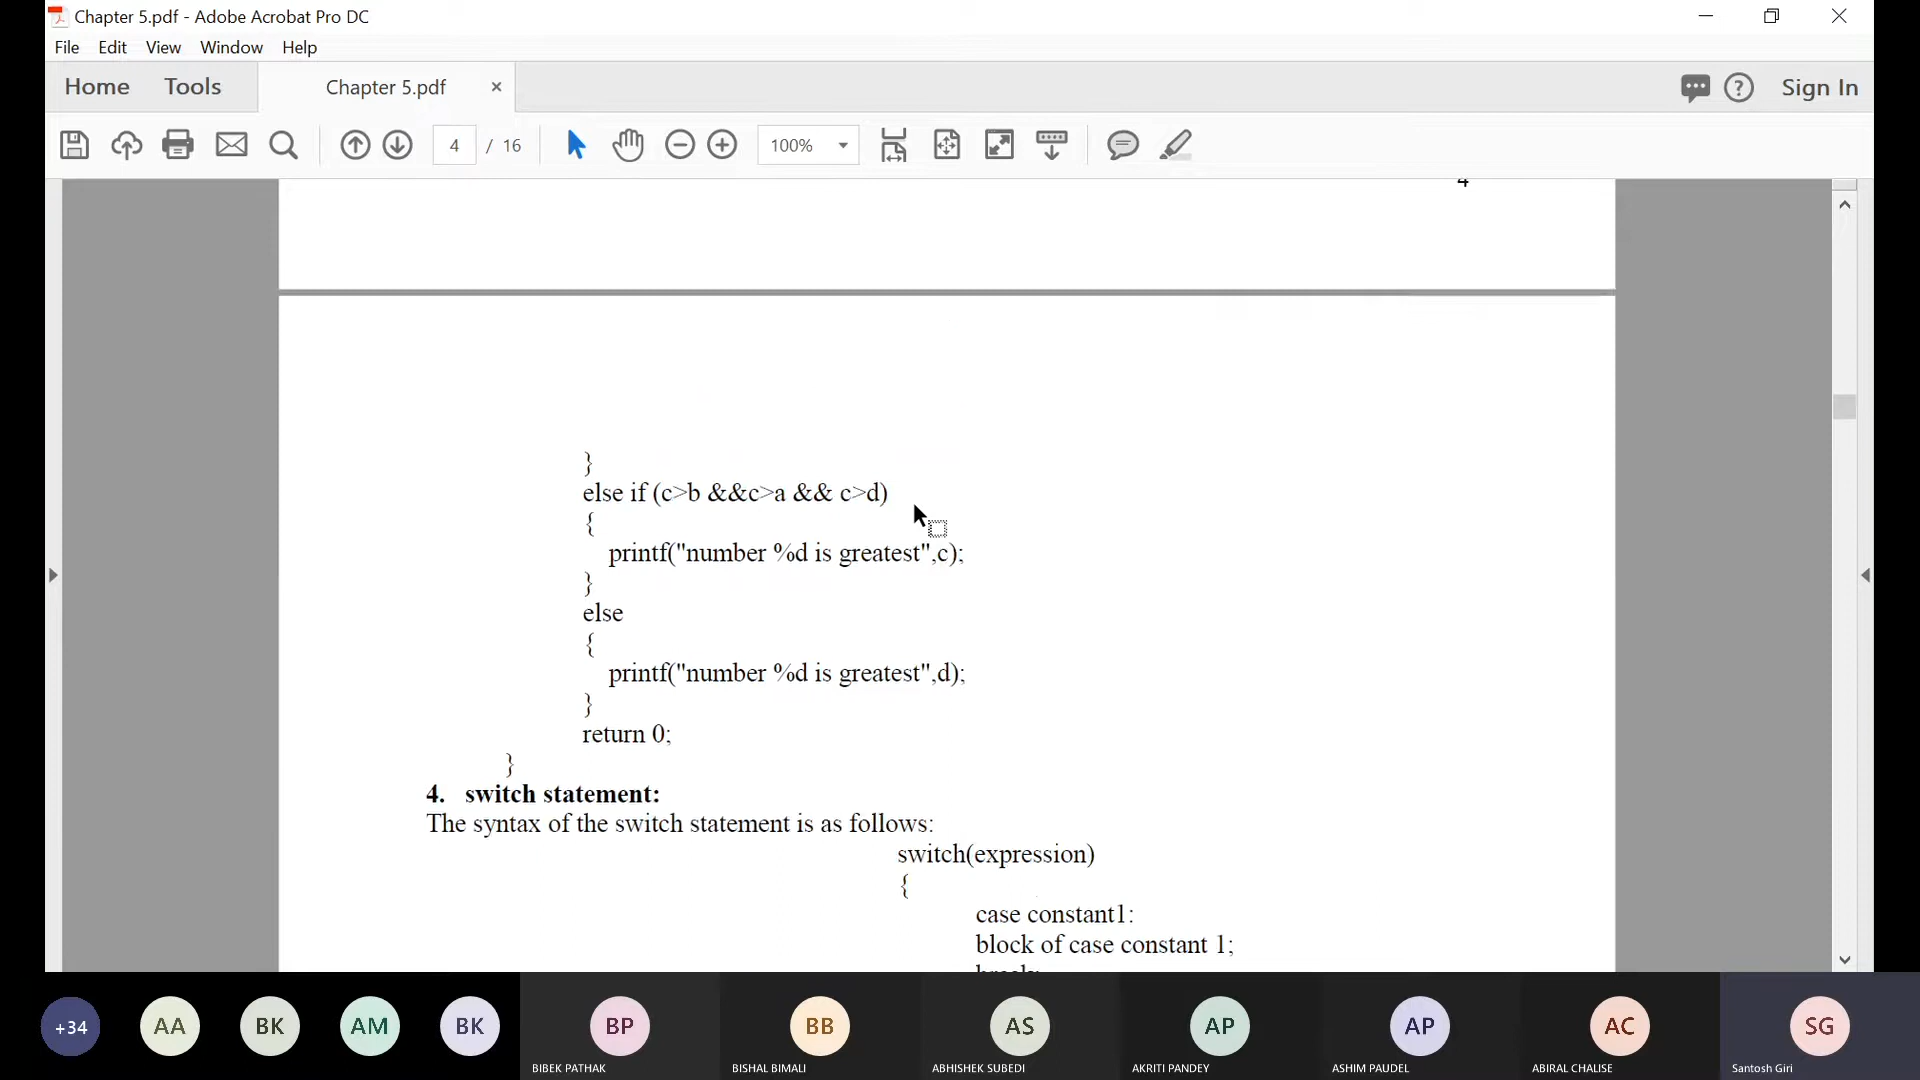 Chapter 5.pdf - Adobe Acrobat Pro DC
File Edit View Window Help
Home Tools Chapter 5.pdf × Sign In
4 / 16 100%
4
}
else if (c>b &&c>a && c>d)
{
printf("number %d is greatest",c);
}
else
{
printf("number %d is greatest",d);
}
return 0;
}
4. switch statement:
The syntax of the switch statement is as follows:
switch(expression)
{
case constant1:
block of case constant 1;
+34 AA BK AM BK BP BB AS AP AP AC SG
BIBEK PATHAK BISHAL BIMALI ABHISHEK SUBEDI AKRITI PANDEY ASHIM PAUDEL ABIRAL CHALISE Santosh Giri